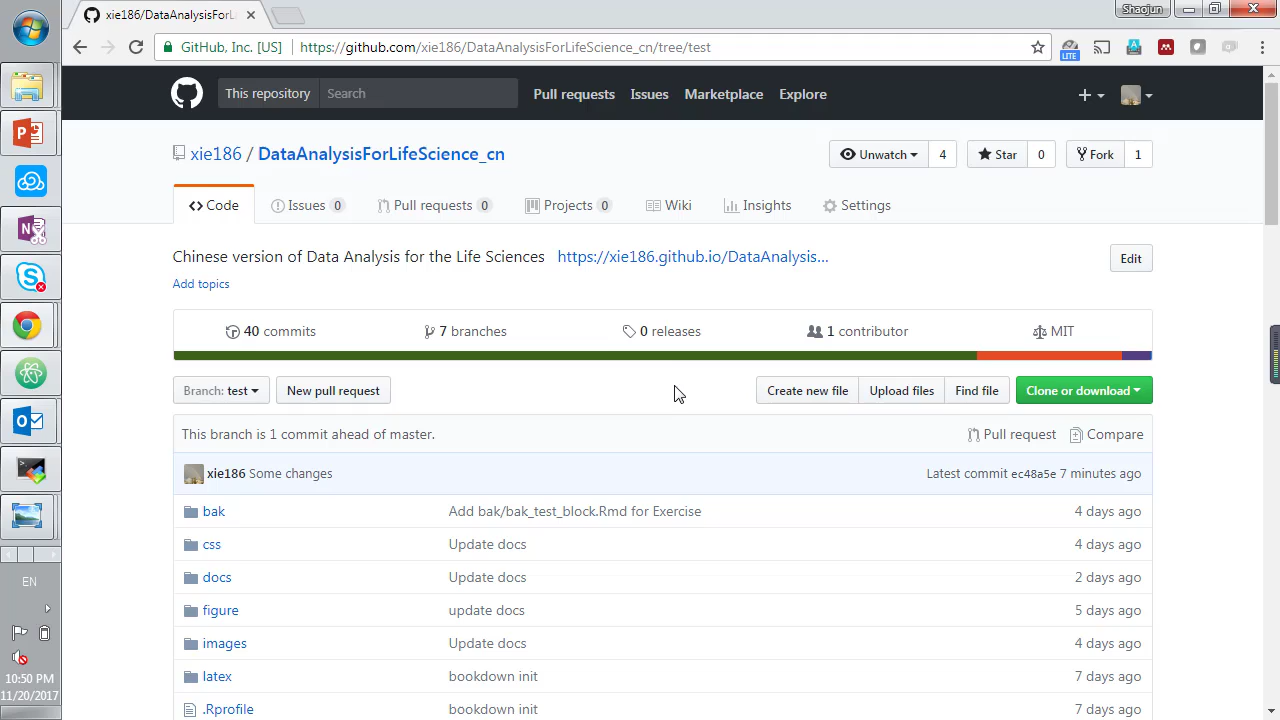 xie186/DataAnalysisForLi
Shaojun
GitHub, Inc. [US] https://github.com/xie186/DataAnalysisForLifeScience_cn/tree/test
LITE
This repository Search Pull requests Issues Marketplace Explore
xie186 / DataAnalysisForLifeScience_cn Unwatch 4 Star 0 Fork 1
Code Issues 0 Pull requests 0 Projects 0 Wiki Insights Settings
Chinese version of Data Analysis for the Life Sciences https://xie186.github.io/DataAnalysis... Edit
Add topics
40 commits 7 branches 0 releases 1 contributor MIT
Branch: test New pull request Create new file Upload files Find file Clone or download
This branch is 1 commit ahead of master. Pull request Compare
xie186 Some changes Latest commit ec48a5e 7 minutes ago
bak Add bak/bak_test_block.Rmd for Exercise 4 days ago
css Update docs 4 days ago
docs Update docs 2 days ago
figure update docs 5 days ago
images Update docs 4 days ago
latex bookdown init 7 days ago
.Rprofile bookdown init 7 days ago
EN
10:50 PM
11/20/2017